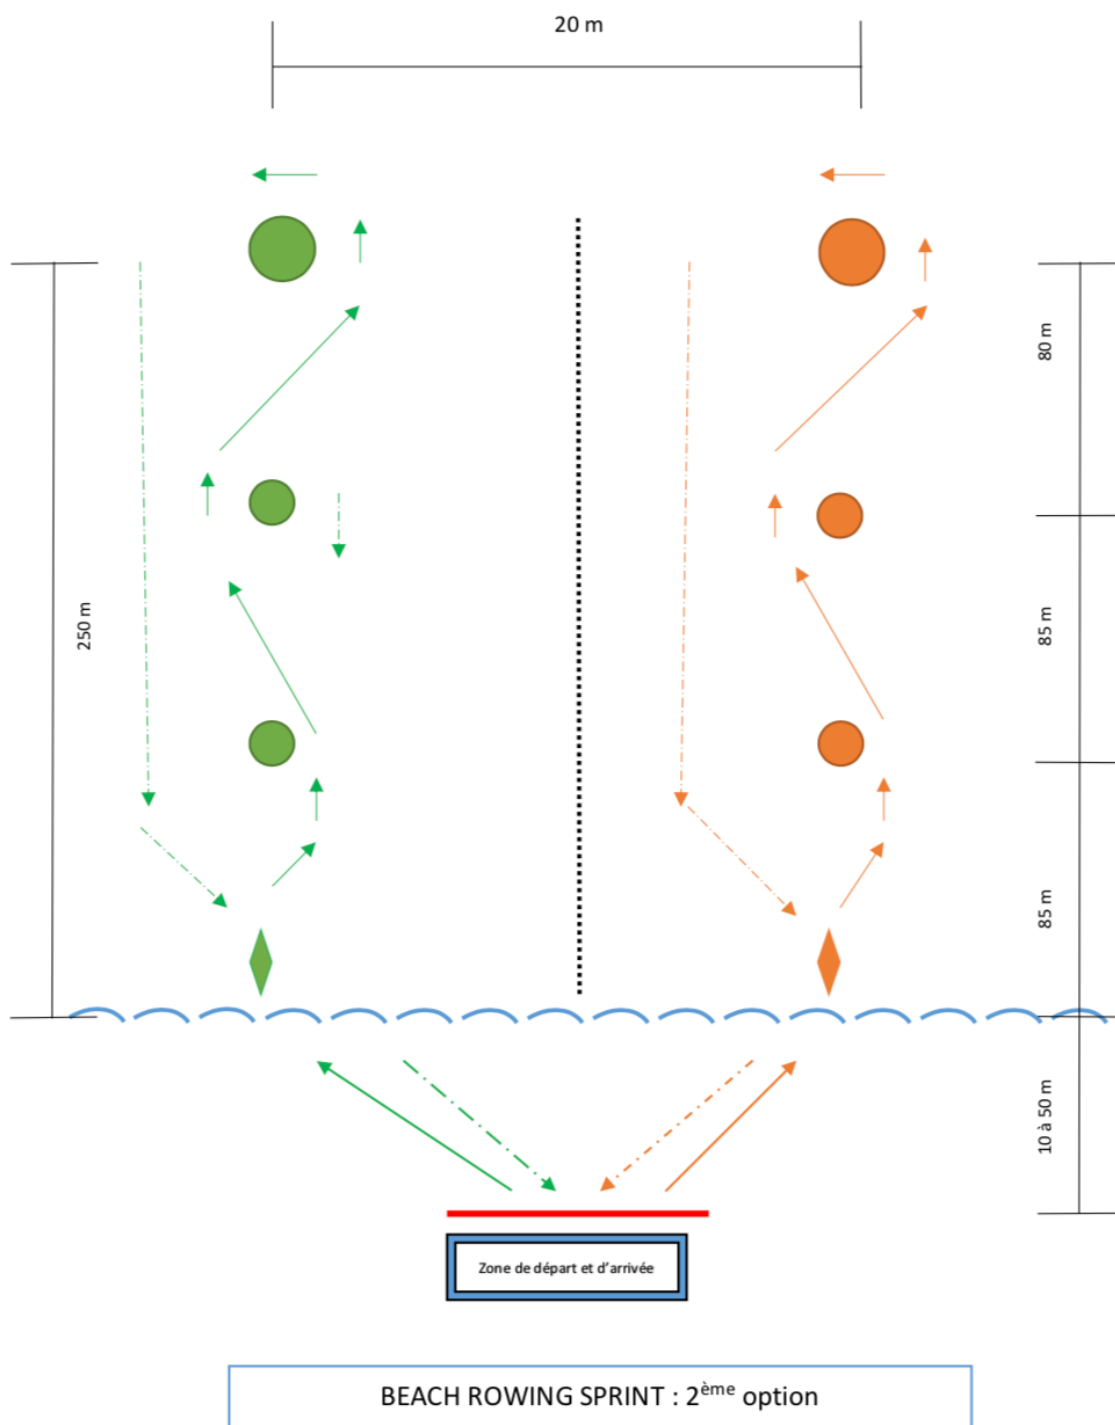 20 m
80 m
250 m
85 m
85 m
10 à 50 m
Zone de départ et d'arrivée
BEACH ROWING SPRINT : 2ème option